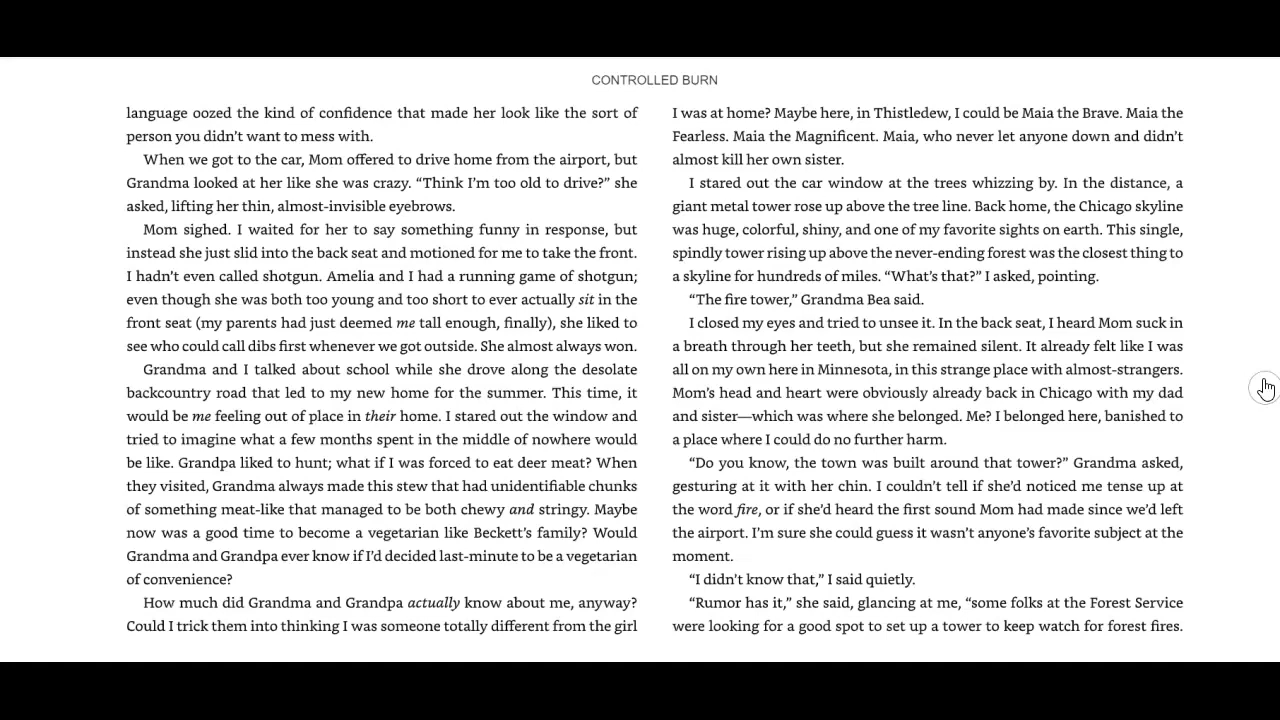 CONTROLLED BURN
language oozed the kind of confidence that made her look like the sort of
person you didn’t want to mess with.
When we got to the car, Mom offered to drive home from the airport, but
Grandma looked at her like she was crazy. “Think I’m too old to drive?” she
asked, lifting her thin, almost-invisible eyebrows.
Mom sighed. I waited for her to say something funny in response, but
instead she just slid into the back seat and motioned for me to take the front.
I hadn’t even called shotgun. Amelia and I had a running game of shotgun;
even though she was both too young and too short to ever actually sit in the
front seat (my parents had just deemed me tall enough, finally), she liked to
see who could call dibs first whenever we got outside. She almost always won.
Grandma and I talked about school while she drove along the desolate
backcountry road that led to my new home for the summer. This time, it
would be me feeling out of place in their home. I stared out the window and
tried to imagine what a few months spent in the middle of nowhere would
be like. Grandpa liked to hunt; what if I was forced to eat deer meat? When
they visited, Grandma always made this stew that had unidentifiable chunks
of something meat-like that managed to be both chewy and stringy. Maybe
now was a good time to become a vegetarian like Beckett’s family? Would
Grandma and Grandpa ever know if I’d decided last-minute to be a vegetarian
of convenience?
How much did Grandma and Grandpa actually know about me, anyway?
Could I trick them into thinking I was someone totally different from the girl
I was at home? Maybe here, in Thistledew, I could be Maia the Brave. Maia the
Fearless. Maia the Magnificent. Maia, who never let anyone down and didn’t
almost kill her own sister.
I stared out the car window at the trees whizzing by. In the distance, a
giant metal tower rose up above the tree line. Back home, the Chicago skyline
was huge, colorful, shiny, and one of my favorite sights on earth. This single,
spindly tower rising up above the never-ending forest was the closest thing to
a skyline for hundreds of miles. “What’s that?” I asked, pointing.
“The fire tower,” Grandma Bea said.
I closed my eyes and tried to unsee it. In the back seat, I heard Mom suck in
a breath through her teeth, but she remained silent. It already felt like I was
all on my own here in Minnesota, in this strange place with almost-strangers.
Mom’s head and heart were obviously already back in Chicago with my dad
and sister—which was where she belonged. Me? I belonged here, banished to
a place where I could do no further harm.
“Do you know, the town was built around that tower?” Grandma asked,
gesturing at it with her chin. I couldn’t tell if she’d noticed me tense up at
the word fire, or if she’d heard the first sound Mom had made since we’d left
the airport. I’m sure she could guess it wasn’t anyone’s favorite subject at the
moment.
“I didn’t know that,” I said quietly.
“Rumor has it,” she said, glancing at me, “some folks at the Forest Service
were looking for a good spot to set up a tower to keep watch for forest fires.